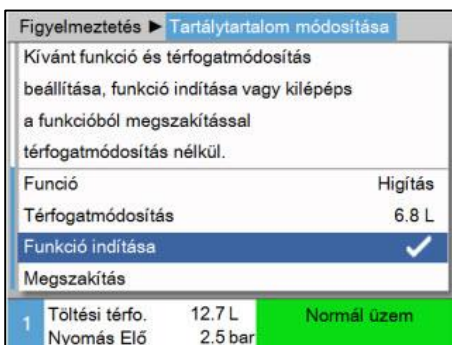 Figyelmeztetés ► Tartálytartalom módosítása
Kívánt funkció és térfogatmódosítás
beállítása, funkció indítása vagy kilépéps
a funkcióból megszakítással
térfogatmódosítás nélkül.
Funció Higítás
Térfogatmódosítás 6.8 L
Funkció indítása ✓
Megszakítás
1 Töltési térfo. 12.7 L Normál üzem
Nyomás Elő 2.5 bar